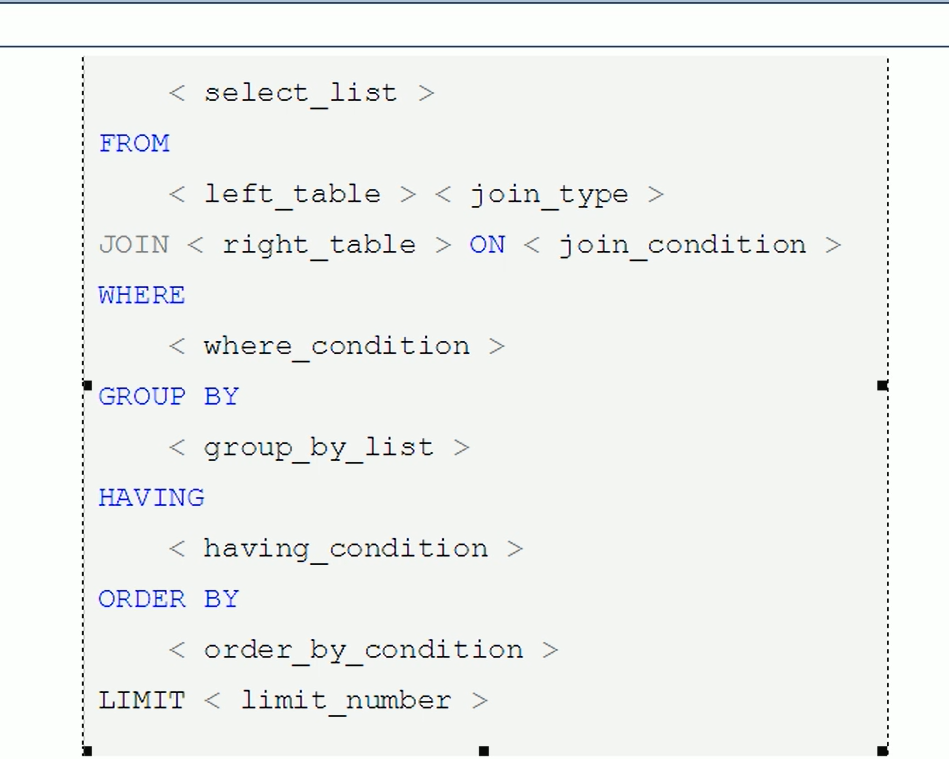 < select_list >
FROM
< left_table > < join_type >
JOIN < right_table > ON < join_condition >
WHERE
< where_condition >
GROUP BY
< group_by_list >
HAVING
< having_condition >
ORDER BY
< order_by_condition >
LIMIT < limit_number >